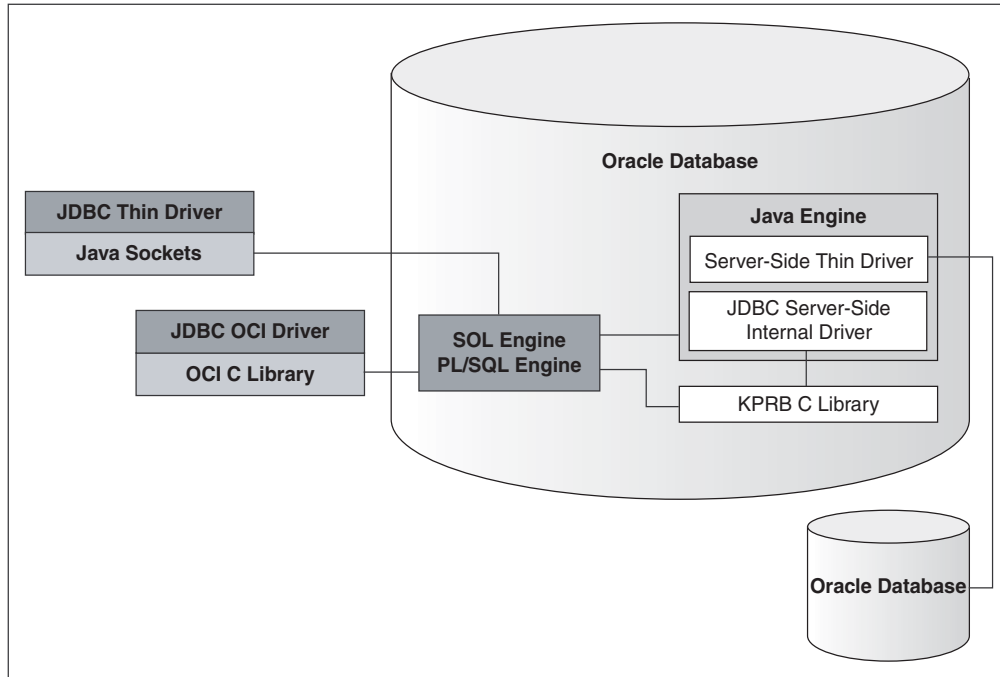 Oracle Database
JDBC Thin Driver
Java Sockets
Java Engine
Server-Side Thin Driver
JDBC Server-Side
Internal Driver
JDBC OCI Driver
OCI C Library
SOL Engine
PL/SQL Engine
KPRB C Library
Oracle Database